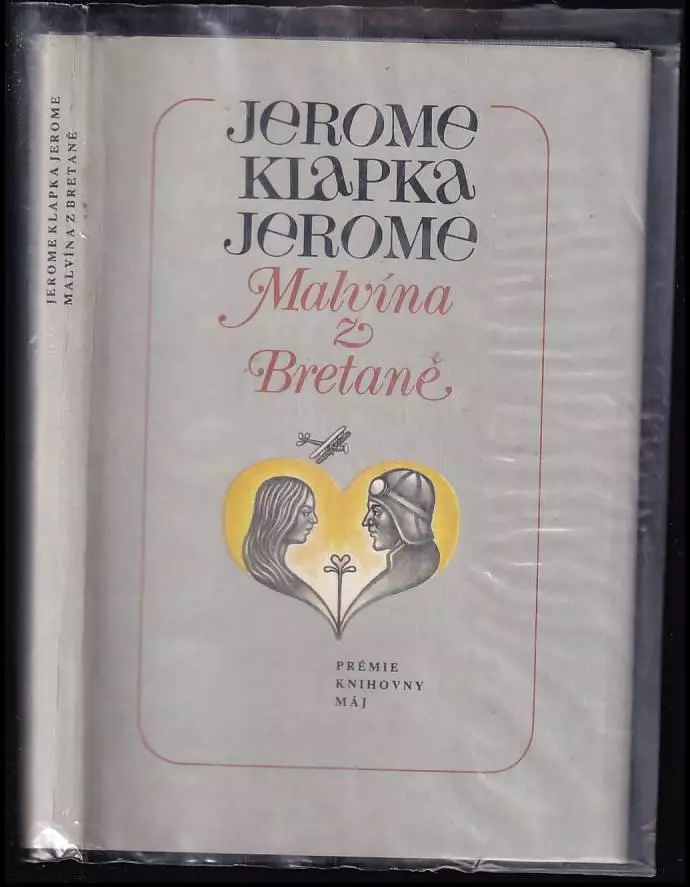 JEROME KLAPKA JEROME
MALVÍNA Z BRETANĚ
JEROME
KLAPKA
JEROME
Malvína
z
Bretaně
PRÉMIE
KNIHOVNY
MÁJ